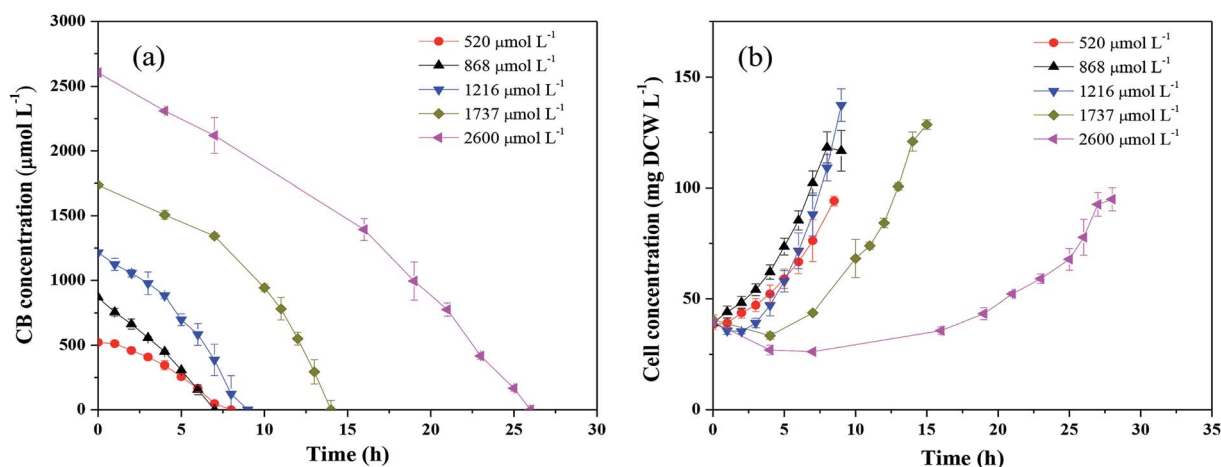 (a)
520 μmol L⁻¹
868 μmol L⁻¹
1216 μmol L⁻¹
1737 μmol L⁻¹
2600 μmol L⁻¹
CB concentration (μmol L⁻¹)
3000
2500
2000
1500
1000
500
0
0 5 10 15 20 25 30
Time (h)
(b)
520 μmol L⁻¹
868 μmol L⁻¹
1216 μmol L⁻¹
1737 μmol L⁻¹
2600 μmol L⁻¹
Cell concentration (mg DCW L⁻¹)
150
100
50
0
0 5 10 15 20 25 30 35
Time (h)